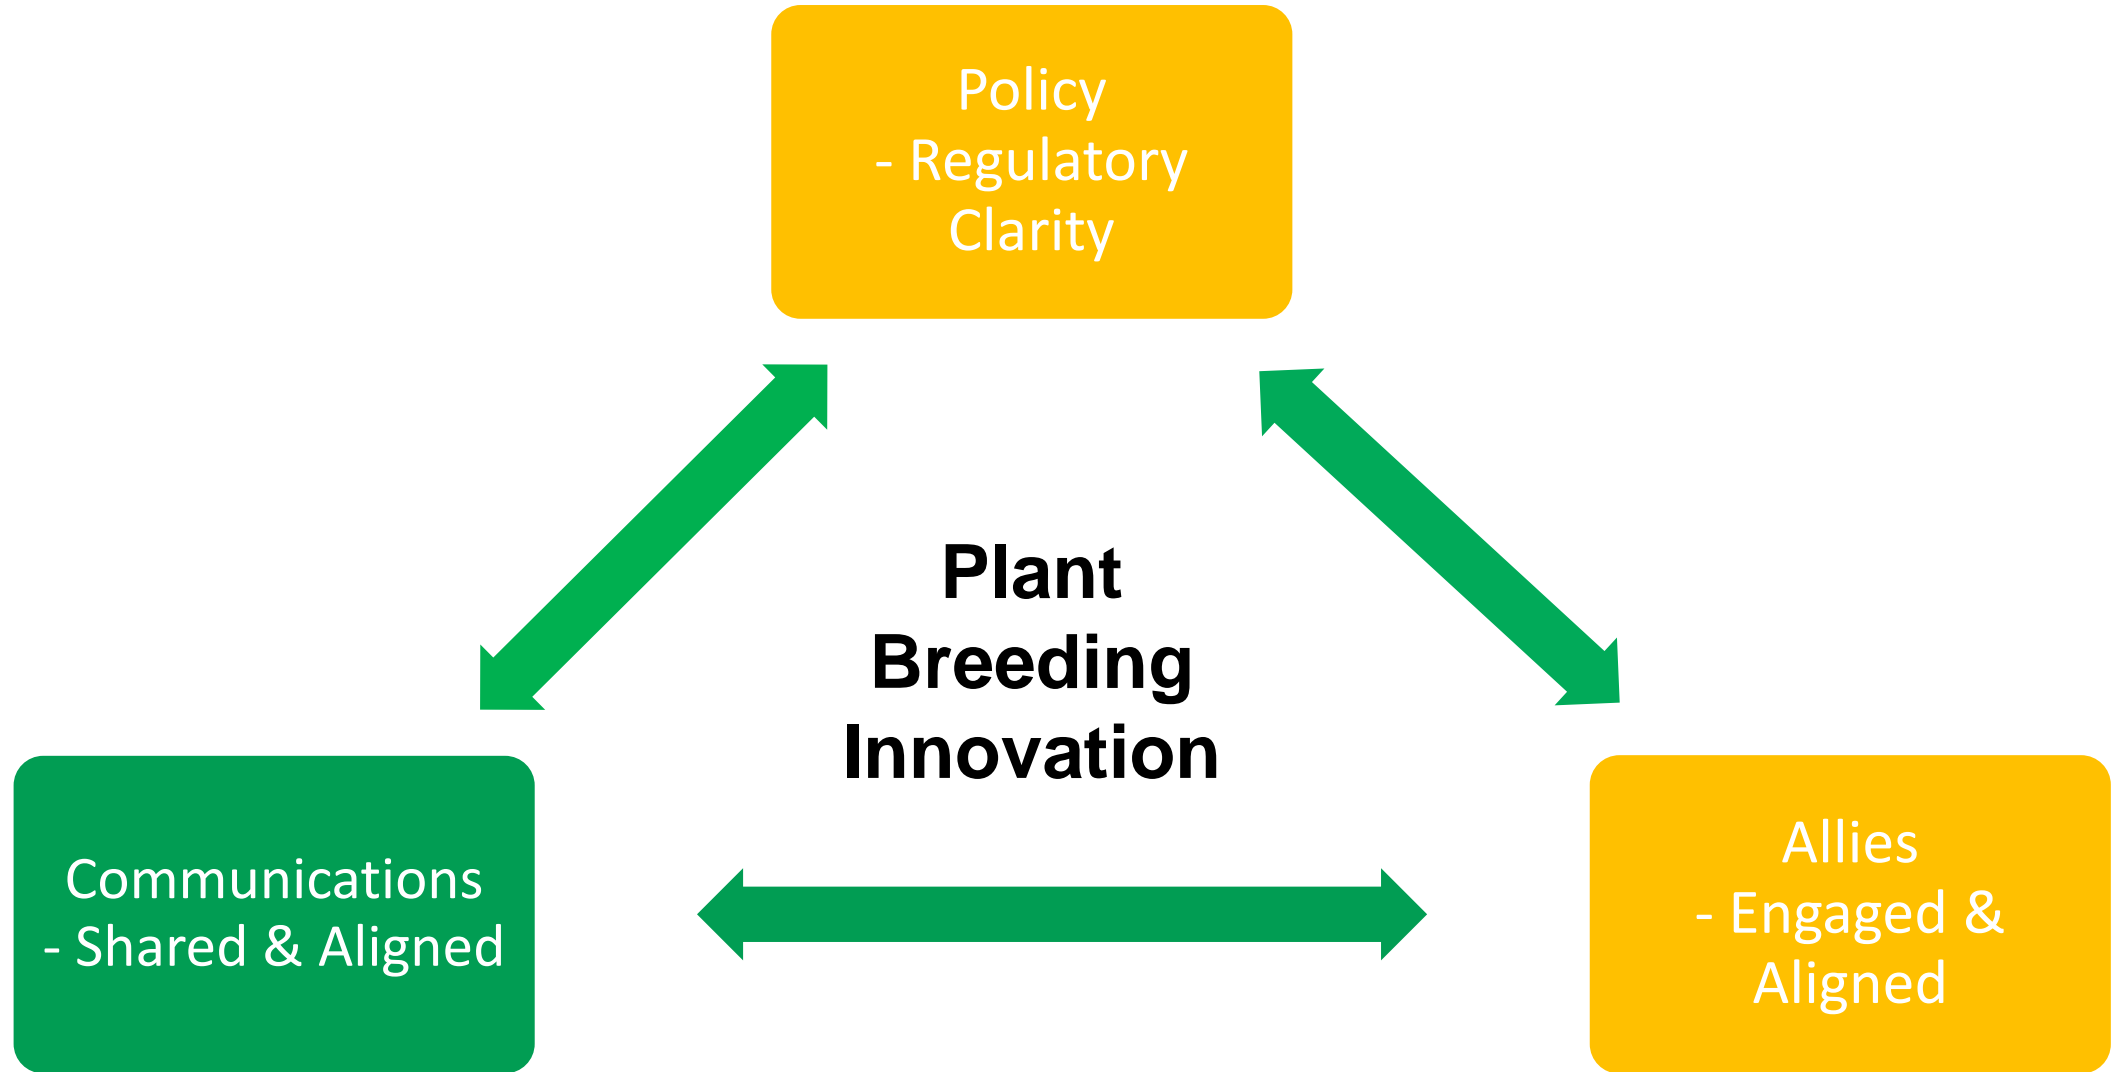 Policy
- Regulatory
Clarity
Plant
Breeding
Innovation
Communications
- Shared & Aligned
Allies
- Engaged &
Aligned